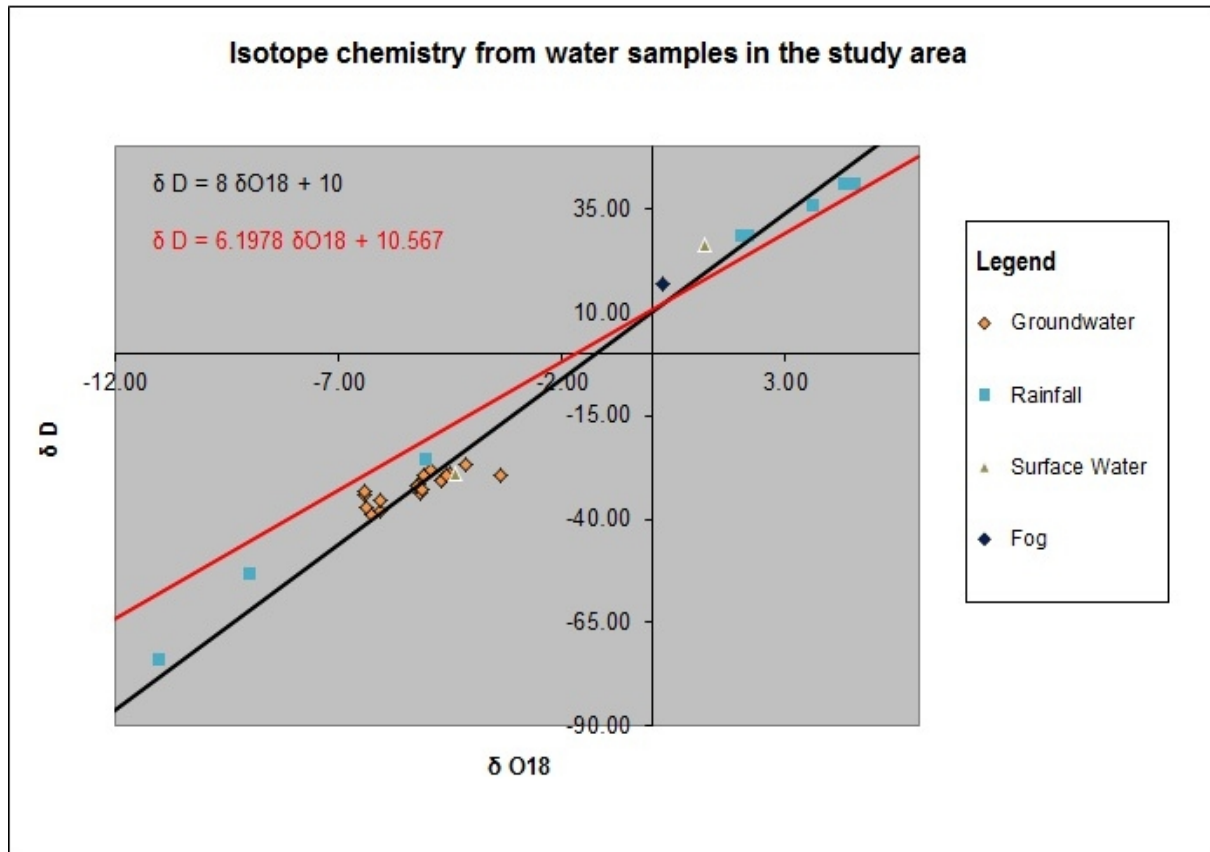 Isotope chemistry from water samples in the study area
δ D = 8 δO18 + 10
δ D = 6.1978 δO18 + 10.567
35.00
10.00
-12.00
-7.00
-2.00
3.00
-15.00
-40.00
-65.00
-90.00
δ D
δ O18
Legend
Groundwater
Rainfall
Surface Water
Fog